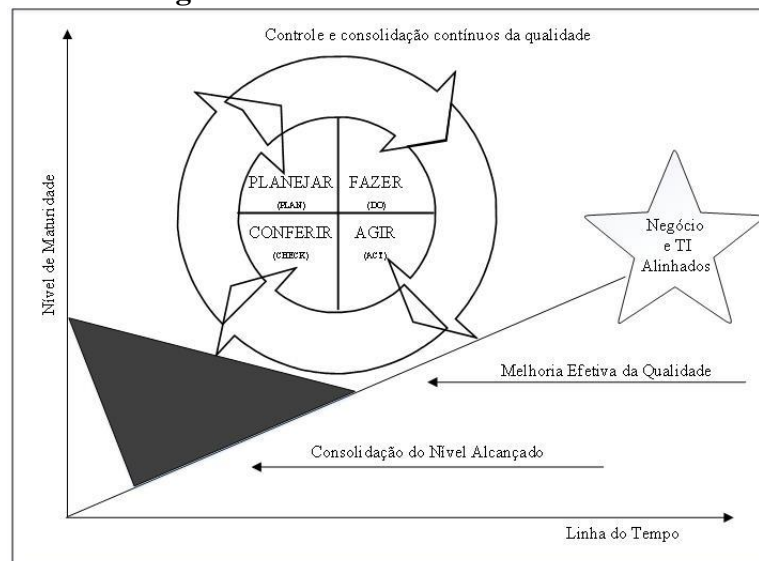 Controle e consolidação contínuos da qualidade
Nível de Maturidade
PLANEJAR
(PLAN)
FAZER
(DO)
CONFERIR
(CHECK)
AGIR
(ACT)
Negócio
e TI
Alinhados
Melhoria Efetiva da Qualidade
Consolidação do Nível Alcançado
Linha do Tempo